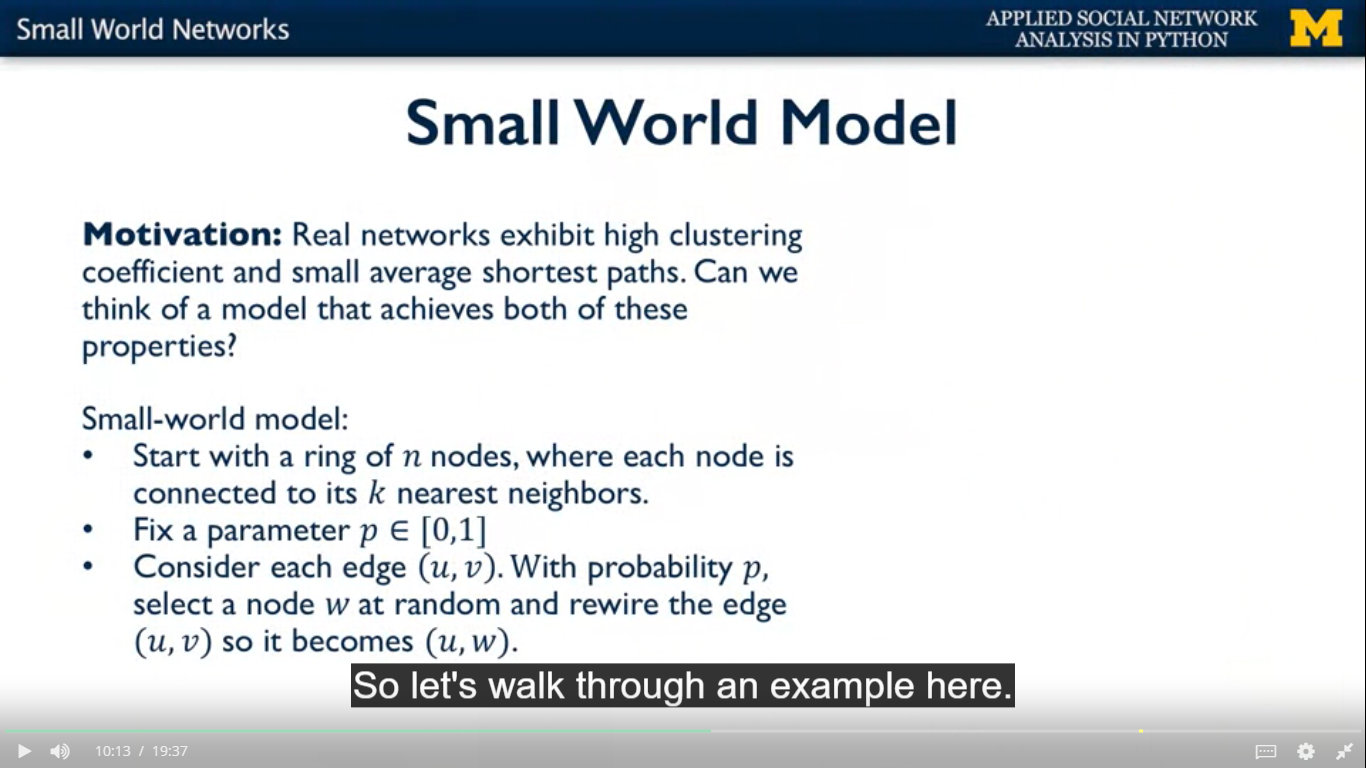 Small World Networks
APPLIED SOCIAL NETWORK
ANALYSIS IN PYTHON
M
Small World Model
Motivation: Real networks exhibit high clustering
coefficient and small average shortest paths. Can we
think of a model that achieves both of these
properties?
Small-world model:
• Start with a ring of n nodes, where each node is
connected to its k nearest neighbors.
• Fix a parameter p ∈ [0,1]
• Consider each edge (u, v). With probability p,
select a node w at random and rewire the edge
(u, v) so it becomes (u, w).
So let's walk through an example here.
10:13 / 19:37